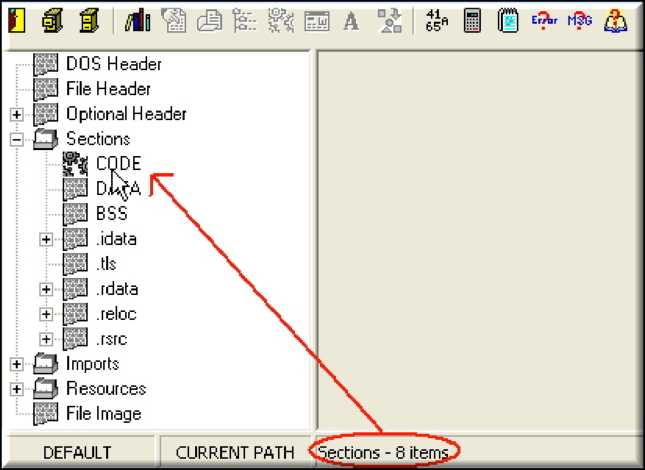 41
65A
A
Error
MSG
DOS Header
File Header
Optional Header
Sections
CODE
DATA
BSS
.idata
.tls
.rdata
.reloc
.rsrc
Imports
Resources
File Image
DEFAULT
CURRENT PATH
Sections - 8 items